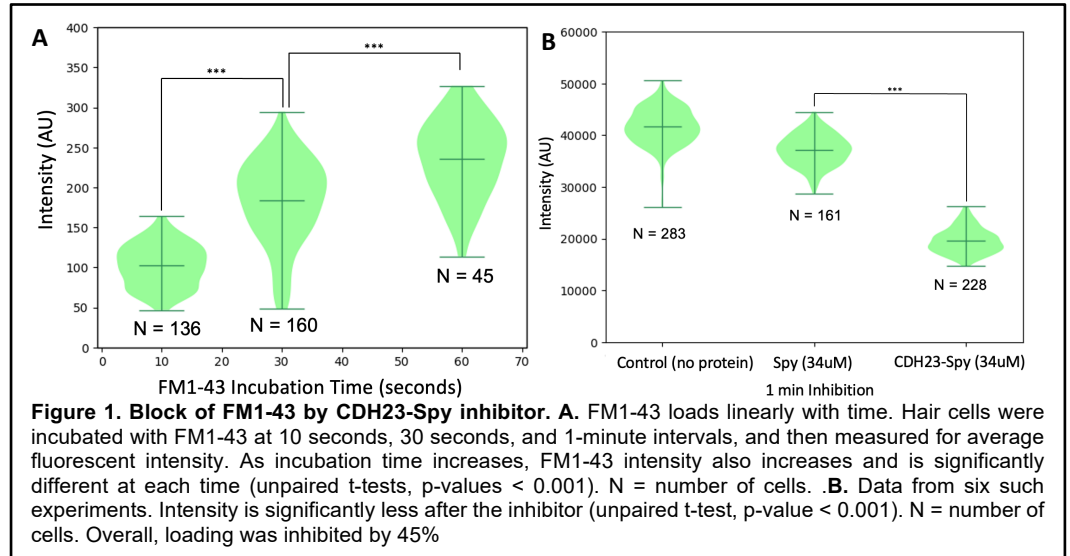 A
400
350
300
250
200
150
100
50
0
Intensity (AU)
***
***
N = 136
N = 160
N = 45
0 10 20 30 40 50 60 70
FM1-43 Incubation Time (seconds)
B
60000
50000
40000
30000
20000
10000
0
Intensity (AU)
***
N = 283
N = 161
N = 228
Control (no protein) Spy (34uM) CDH23-Spy (34uM)
1 min Inhibition
Figure 1. Block of FM1-43 by CDH23-Spy inhibitor. A. FM1-43 loads linearly with time. Hair cells were
incubated with FM1-43 at 10 seconds, 30 seconds, and 1-minute intervals, and then measured for average
fluorescent intensity. As incubation time increases, FM1-43 intensity also increases and is significantly
different at each time (unpaired t-tests, p-values < 0.001). N = number of cells. .B. Data from six such
experiments. Intensity is significantly less after the inhibitor (unpaired t-test, p-value < 0.001). N = number of
cells. Overall, loading was inhibited by 45%